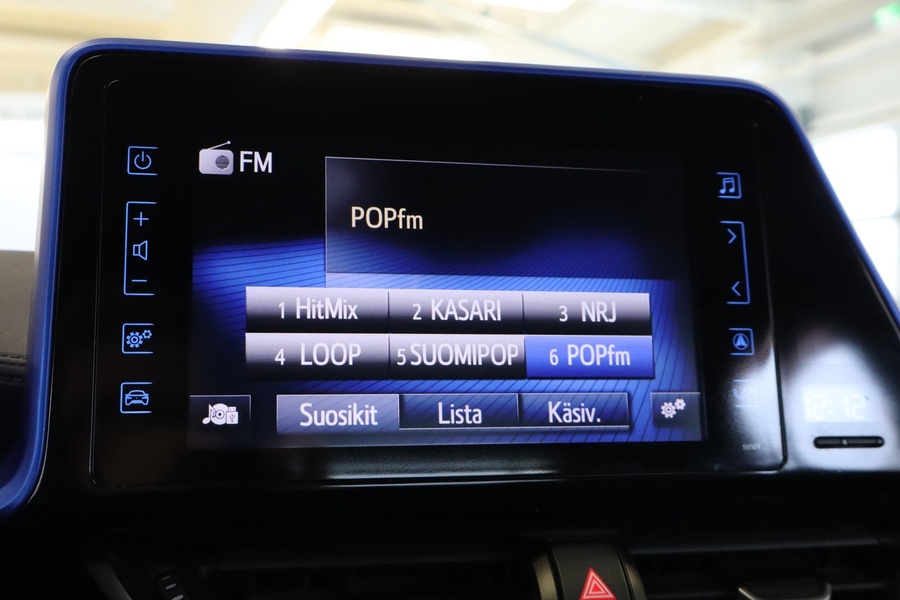 FM
POPfm
1 HitMix 2 KASARI 3 NRJ
4 LOOP 5 SUOMIPOP 6 POPfm
Suosikit Lista Käsiv.
12:12